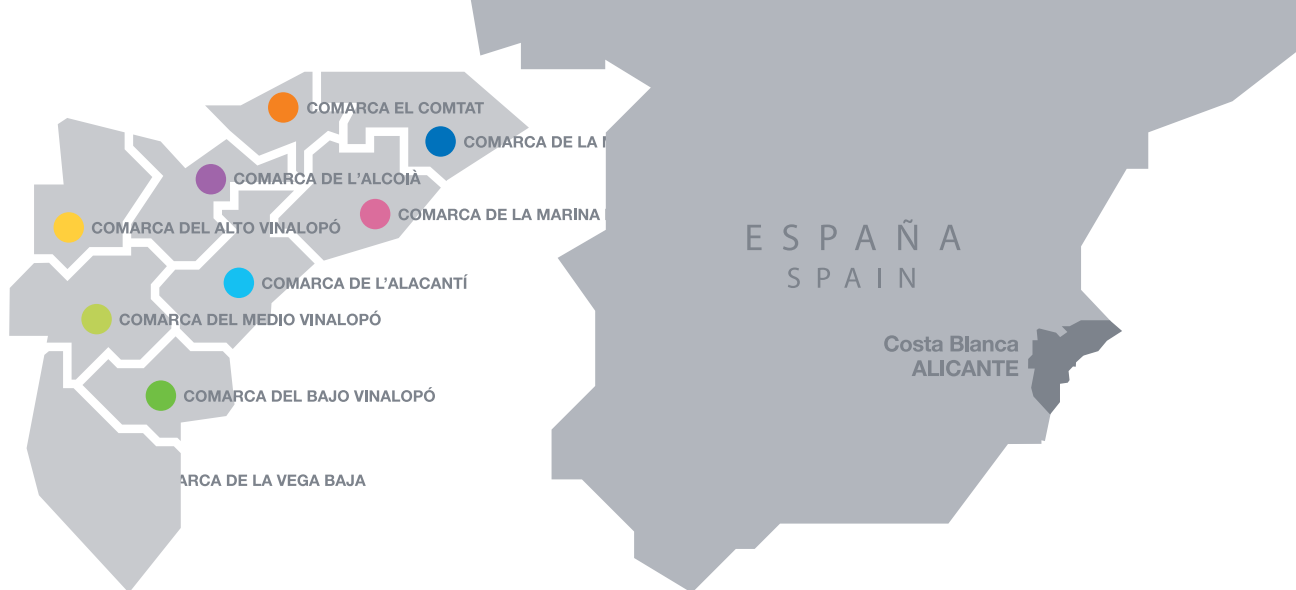 COMARCA EL COMTAT
COMARCA DE LA
COMARCA DE L'ALCOIÀ
COMARCA DE LA MARINA
COMARCA DEL ALTO VINALOPÓ
COMARCA DE L'ALACANTÍ
COMARCA DEL MEDIO VINALOPÓ
COMARCA DEL BAJO VINALOPÓ
ARCA DE LA VEGA BAJA
ESPAÑA
SPAIN
Costa Blanca
ALICANTE